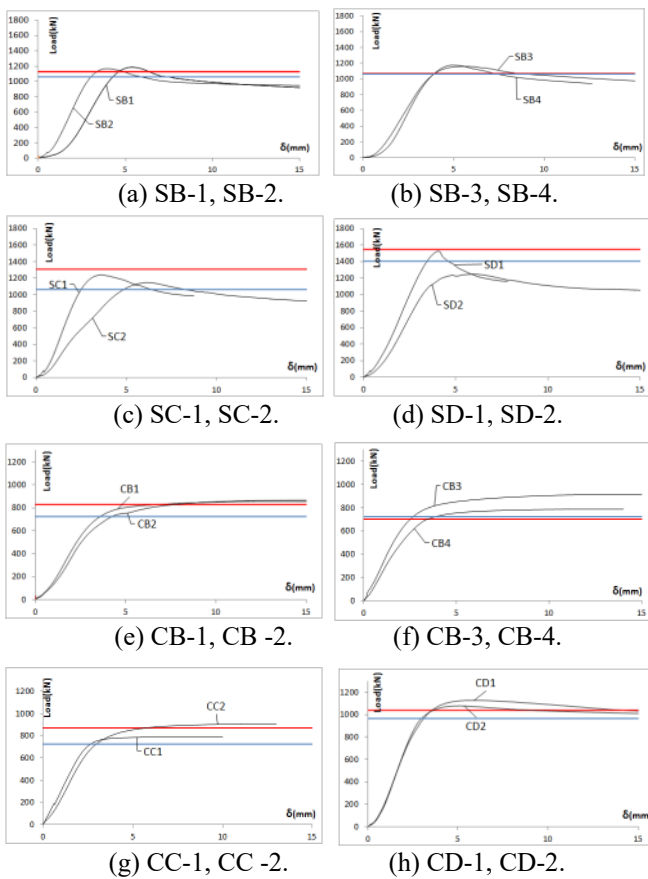 Load(kN)
1800
1600
1400
1200
1000
800
600
400
200
0
SB1
SB2
δ(mm)
0 5 10 15
(a) SB-1, SB-2.
Load(kN)
1800
1600
1400
1200
1000
800
600
400
200
0
SB3
SB4
δ(mm)
0 5 10 15
(b) SB-3, SB-4.
Load(kN)
1800
1600
1400
1200
1000
800
600
400
200
0
SC1
SC2
δ(mm)
0 5 10 15
(c) SC-1, SC-2.
Load(kN)
1800
1600
1400
1200
1000
800
600
400
200
0
SD1
SD2
δ(mm)
0 5 10 15
(d) SD-1, SD-2.
Load(kN)
1200
1000
800
600
400
200
0
CB1
CB2
δ(mm)
0 5 10 15
(e) CB-1, CB -2.
Load(kN)
1200
1000
800
600
400
200
0
CB3
CB4
δ(mm)
0 5 10 15
(f) CB-3, CB-4.
Load(kN)
1200
1000
800
600
400
200
0
CC2
CC1
δ(mm)
0 5 10 15
(g) CC-1, CC -2.
Load(kN)
1200
1000
800
600
400
200
0
CD1
CD2
δ(mm)
0 5 10 15
(h) CD-1, CD-2.